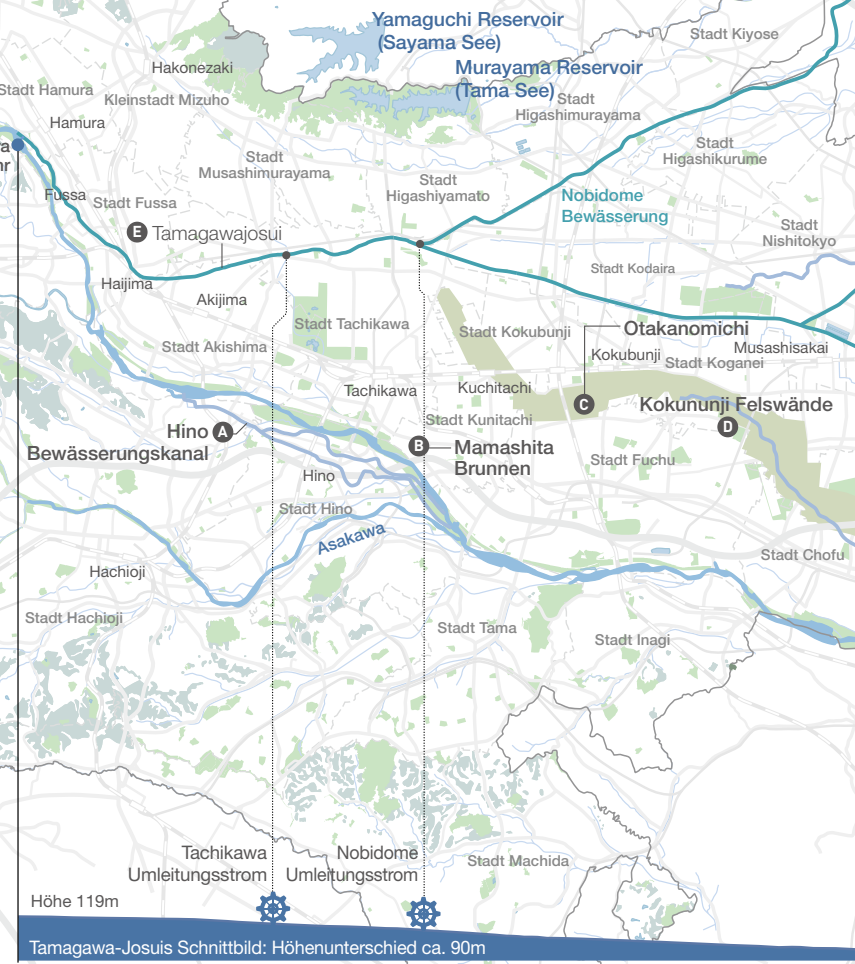 Yamaguchi Reservoir
(Sayama See)
Stadt Kiyose
Hakonezaki
Murayama Reservoir
(Tama See)
Stadt Hamura
Kleinstadt Mizuho
Stadt
Higashimurayama
Hamura
Stadt
Musashimurayama
Stadt
Higashikurume
Stadt
Higashiyamato
Fussa
Stadt Fussa
Nobidome
Bewässerung
E Tamagawajosui
Stadt
Nishitokyo
Stadt Kodaira
Haijima
Akijima
Stadt Tachikawa
Stadt Kokubunji
Otakanomichi
Stadt Akishima
Kokubunji
Musashisakai
Stadt Koganei
Tachikawa
Kuchitachi
C
Kokununji Felswände
Stadt Kunitachi
D
Hino A
Bewässerungskanal
B Mamashita
Brunnen
Stadt Fuchu
Hino
Stadt Hino
Asakawa
Stadt Chofu
Hachioji
Stadt Hachioji
Stadt Tama
Stadt Inagi
Tachikawa
Umleitungsstrom
Nobidome
Umleitungsstrom
Stadt Machida
Höhe 119m
Tamagawa-Josuis Schnittbild: Höhenunterschied ca. 90m